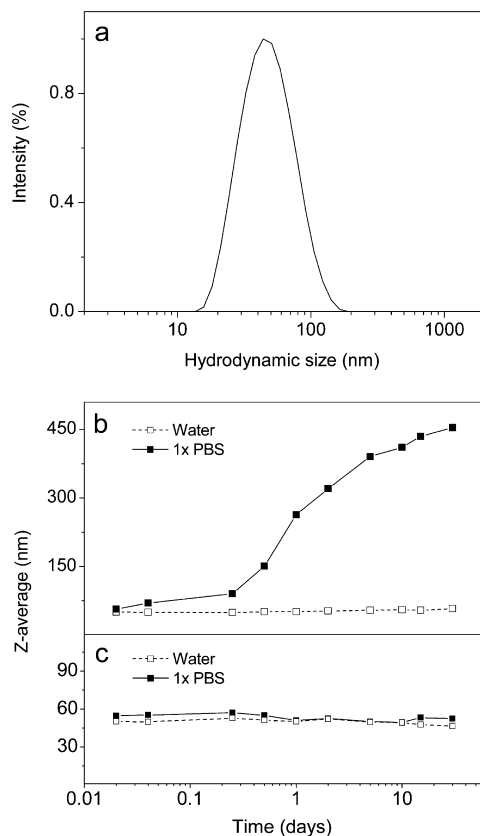 a
Intensity (%)
0.8
0.4
0.0
10 100 1000
Hydrodynamic size (nm)
b
Water
1x PBS
Z-average (nm)
450
300
150
c
Water
1x PBS
90
60
30
0.01 0.1 1 10
Time (days)